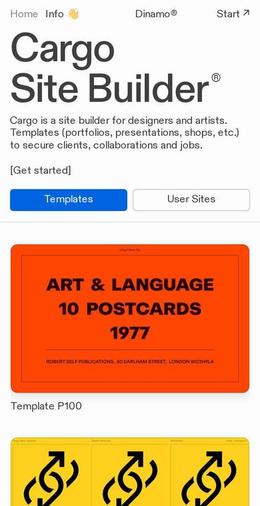 Home Info 👋 Dinamo® Start ↗
Cargo
Site Builder®
Cargo is a site builder for designers and artists.
Templates (portfolios, presentations, shops, etc.)
to secure clients, collaborations and jobs.
[Get started]
Templates User Sites
ART & LANGUAGE
10 POSTCARDS
1977
ROBERT SELF PUBLICATIONS, 50 EARLHAM STREET, LONDON WC2H9LA
Template P100